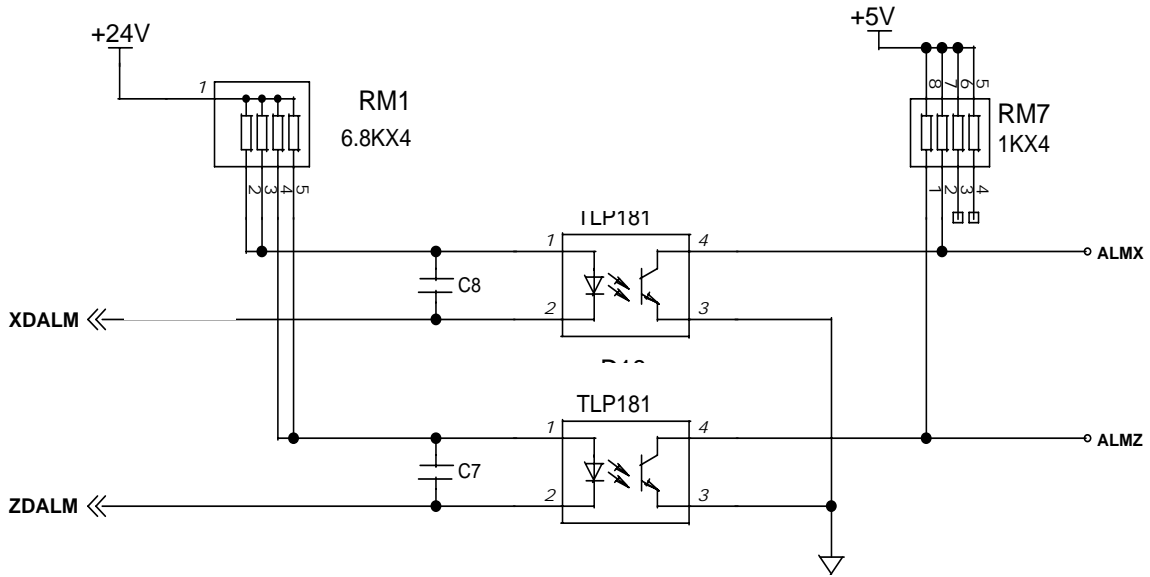 +24V
+5V
1
8 7 6 5
RM1
6.8KX4
RM7
1KX4
2 3 4 5
1 2 3 4
TLP181
1
4
ALMX
C8
XDALM
2
3
TLP181
1
4
ALMZ
C7
ZDALM
2
3